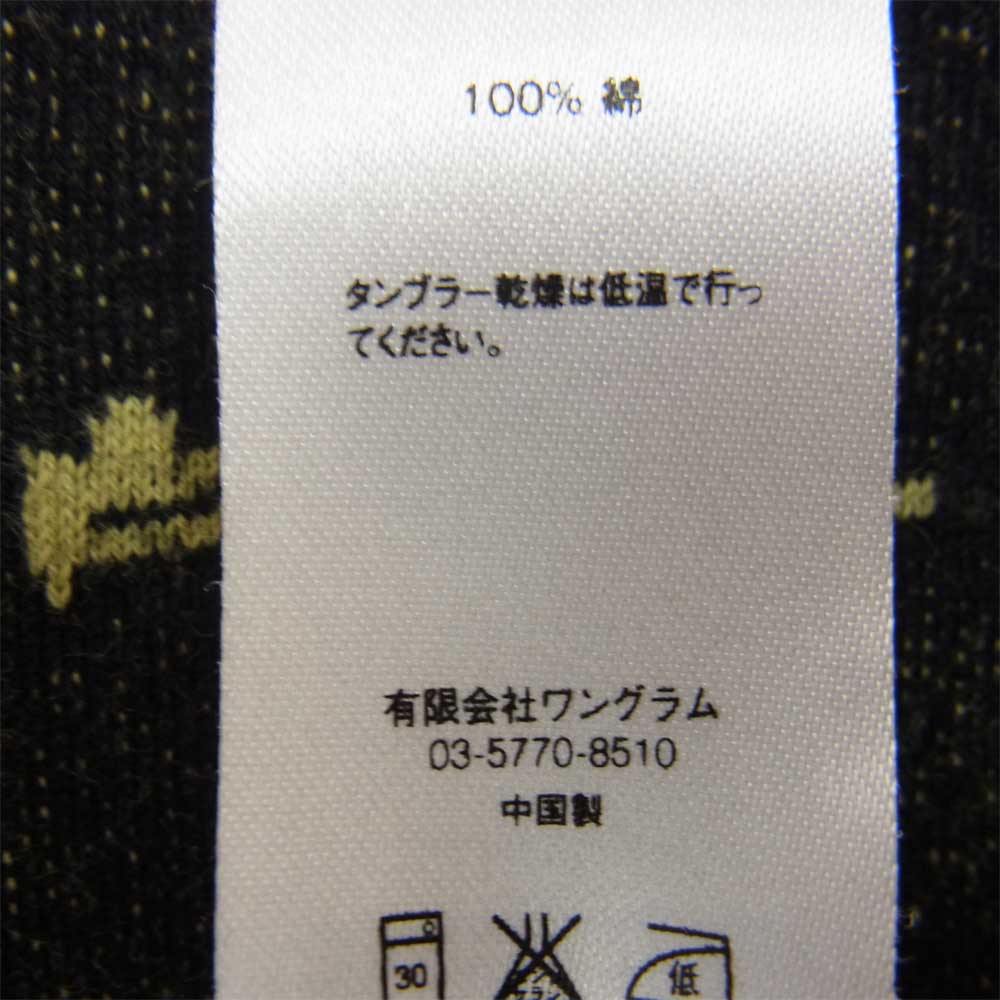 100% 綿
タンブラー乾燥は低温で行っ
てください。
有限会社ワングラム
03-5770-8510
中国製
30
低